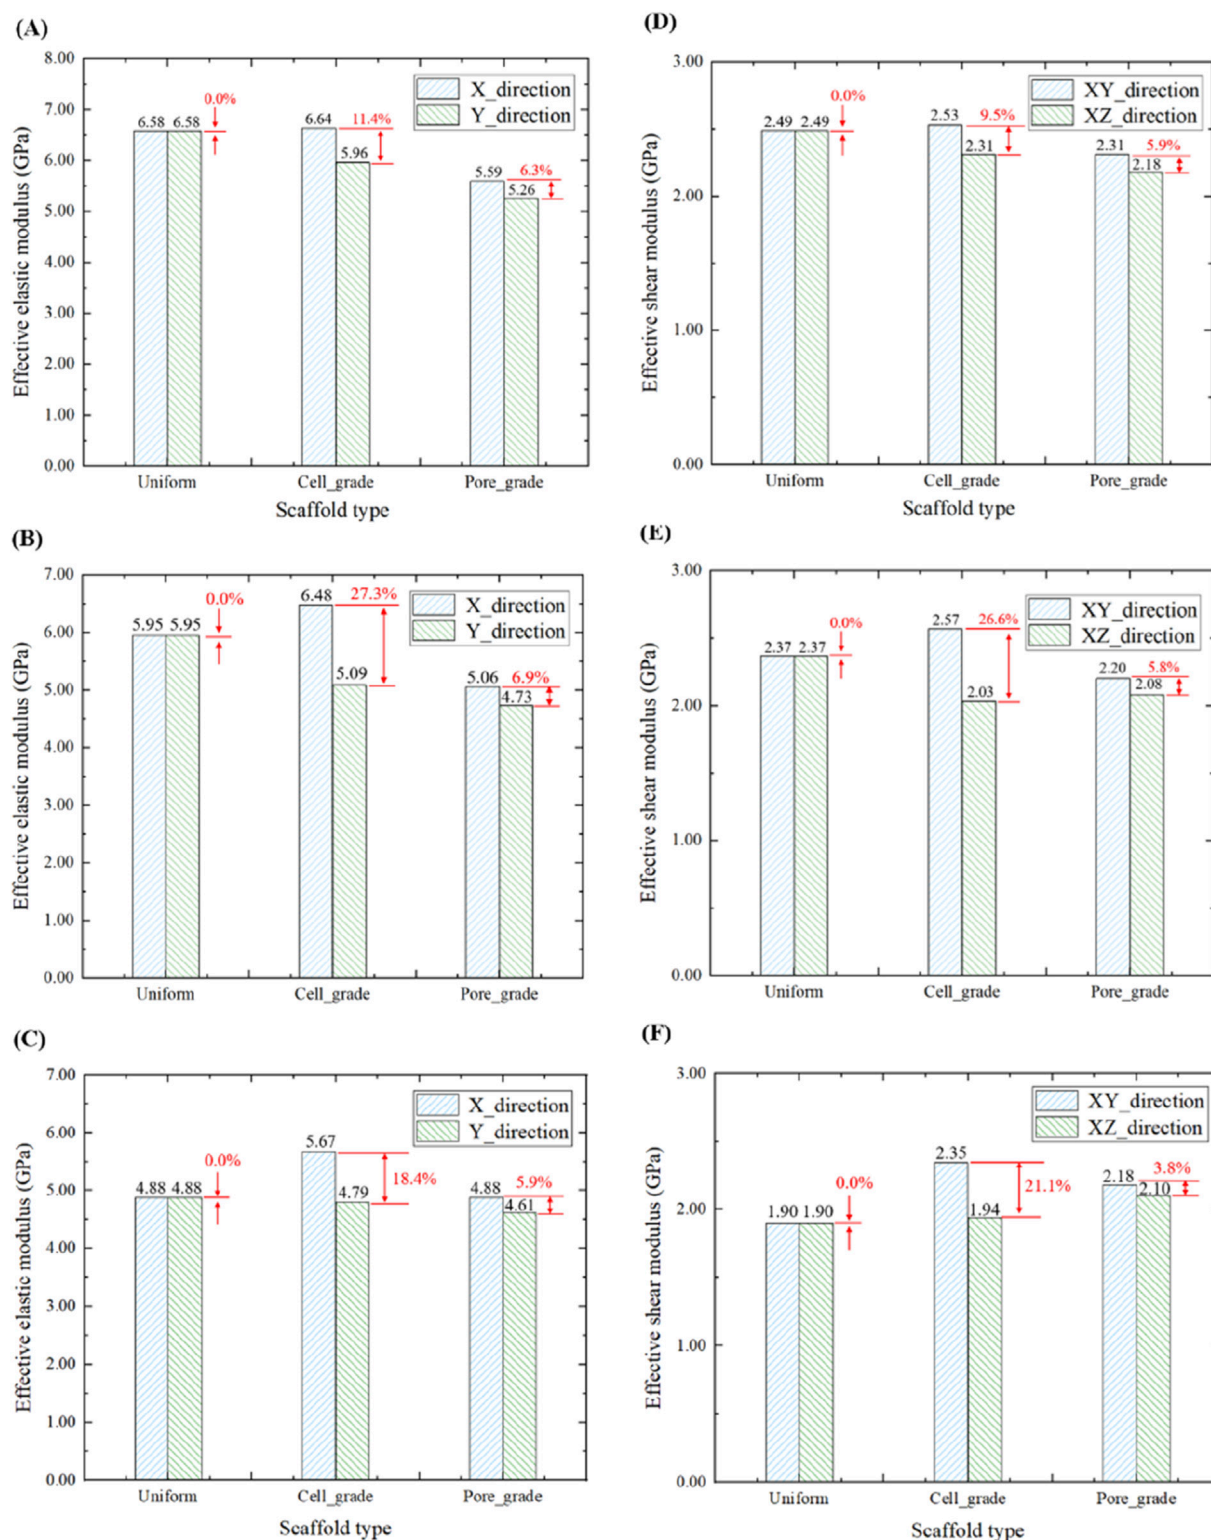 (A)
8.00
7.00
6.00
5.00
4.00
3.00
2.00
1.00
0.00
Effective elastic modulus (GPa)
X_direction
Y_direction
6.58 6.58
0.0%
6.64
5.96
11.4%
5.59
5.26
6.3%
Uniform Cell_grade Pore_grade
Scaffold type
(D)
3.00
2.00
1.00
0.00
Effective shear modulus (GPa)
XY_direction
XZ_direction
2.49 2.49
0.0%
2.53
2.31
9.5%
2.31
2.18
5.9%
Uniform Cell_grade Pore_grade
Scaffold type
(B)
7.00
6.00
5.00
4.00
3.00
2.00
1.00
0.00
Effective elastic modulus (GPa)
X_direction
Y_direction
5.95 5.95
0.0%
6.48
5.09
27.3%
5.06
4.73
6.9%
Uniform Cell_grade Pore_grade
(E)
3.00
2.00
1.00
0.00
Effective shear modulus (GPa)
XY_direction
XZ_direction
2.37 2.37
0.0%
2.57
2.03
26.6%
2.20
2.08
5.8%
Uniform Cell_grade Pore_grade
(C)
7.00
6.00
5.00
4.00
3.00
2.00
1.00
0.00
Effective elastic modulus (GPa)
X_direction
Y_direction
4.88 4.88
0.0%
5.67
4.79
18.4%
4.88
4.61
5.9%
Uniform Cell_grade Pore_grade
Scaffold type
(F)
3.00
2.00
1.00
0.00
Effective shear modulus (GPa)
XY_direction
XZ_direction
1.90 1.90
0.0%
2.35
1.94
21.1%
2.18
2.10
3.8%
Uniform Cell_grade Pore_grade
Scaffold type